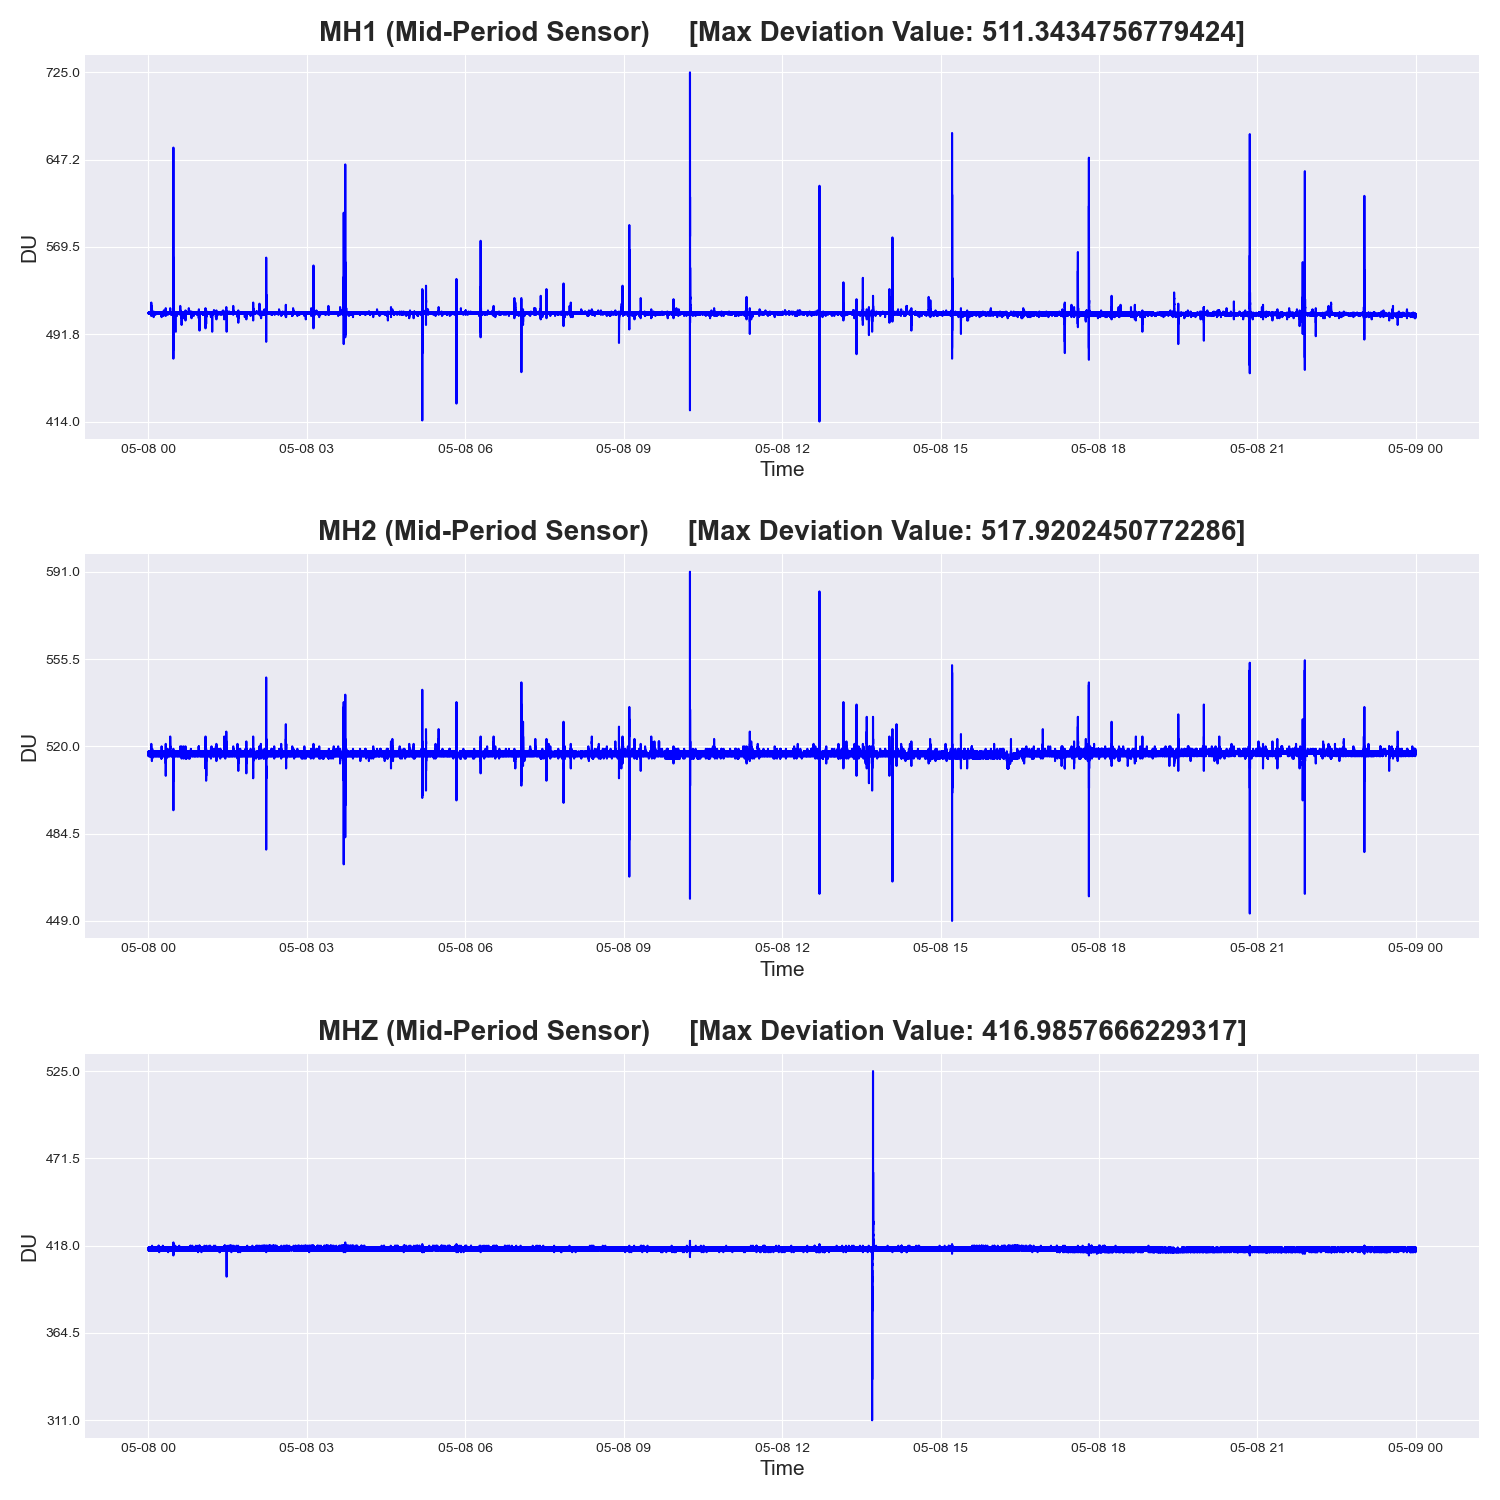 MH1 (Mid-Period Sensor) [Max Deviation Value: 511.3434756779424]
725.0
647.2
569.5
491.8
414.0
DU
05-08 00 05-08 03 05-08 06 05-08 09 05-08 12 05-08 15 05-08 18 05-08 21 05-09 00
Time
MH2 (Mid-Period Sensor) [Max Deviation Value: 517.9202450772286]
591.0
555.5
520.0
484.5
449.0
DU
05-08 00 05-08 03 05-08 06 05-08 09 05-08 12 05-08 15 05-08 18 05-08 21 05-09 00
Time
MHZ (Mid-Period Sensor) [Max Deviation Value: 416.9857666229317]
525.0
471.5
418.0
364.5
311.0
DU
05-08 00 05-08 03 05-08 06 05-08 09 05-08 12 05-08 15 05-08 18 05-08 21 05-09 00
Time